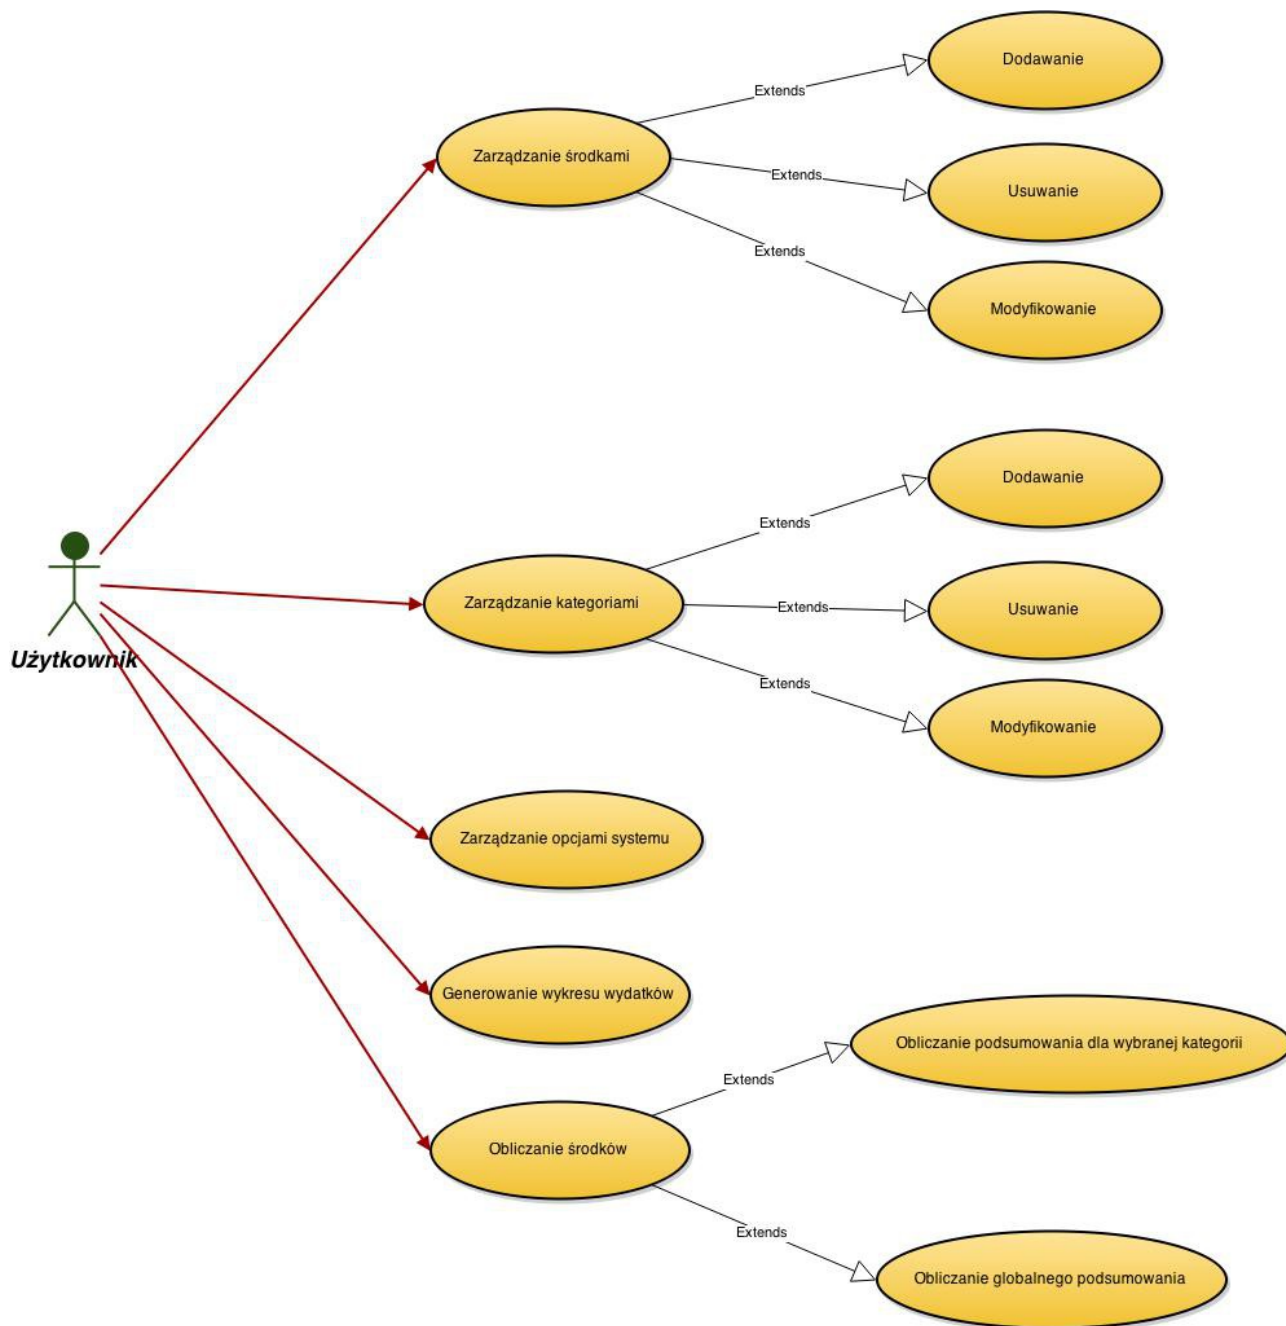 Dodawanie
Extends
Zarządzanie środkami
Extends
Usuwanie
Extends
Modyfikowanie
Dodawanie
Extends
Zarządzanie kategoriami
Extends
Usuwanie
Użytkownik
Extends
Modyfikowanie
Zarządzanie opcjami systemu
Generowanie wykresu wydatków
Obliczanie podsumowania dla wybranej kategorii
Extends
Obliczanie środków
Extends
Obliczanie globalnego podsumowania